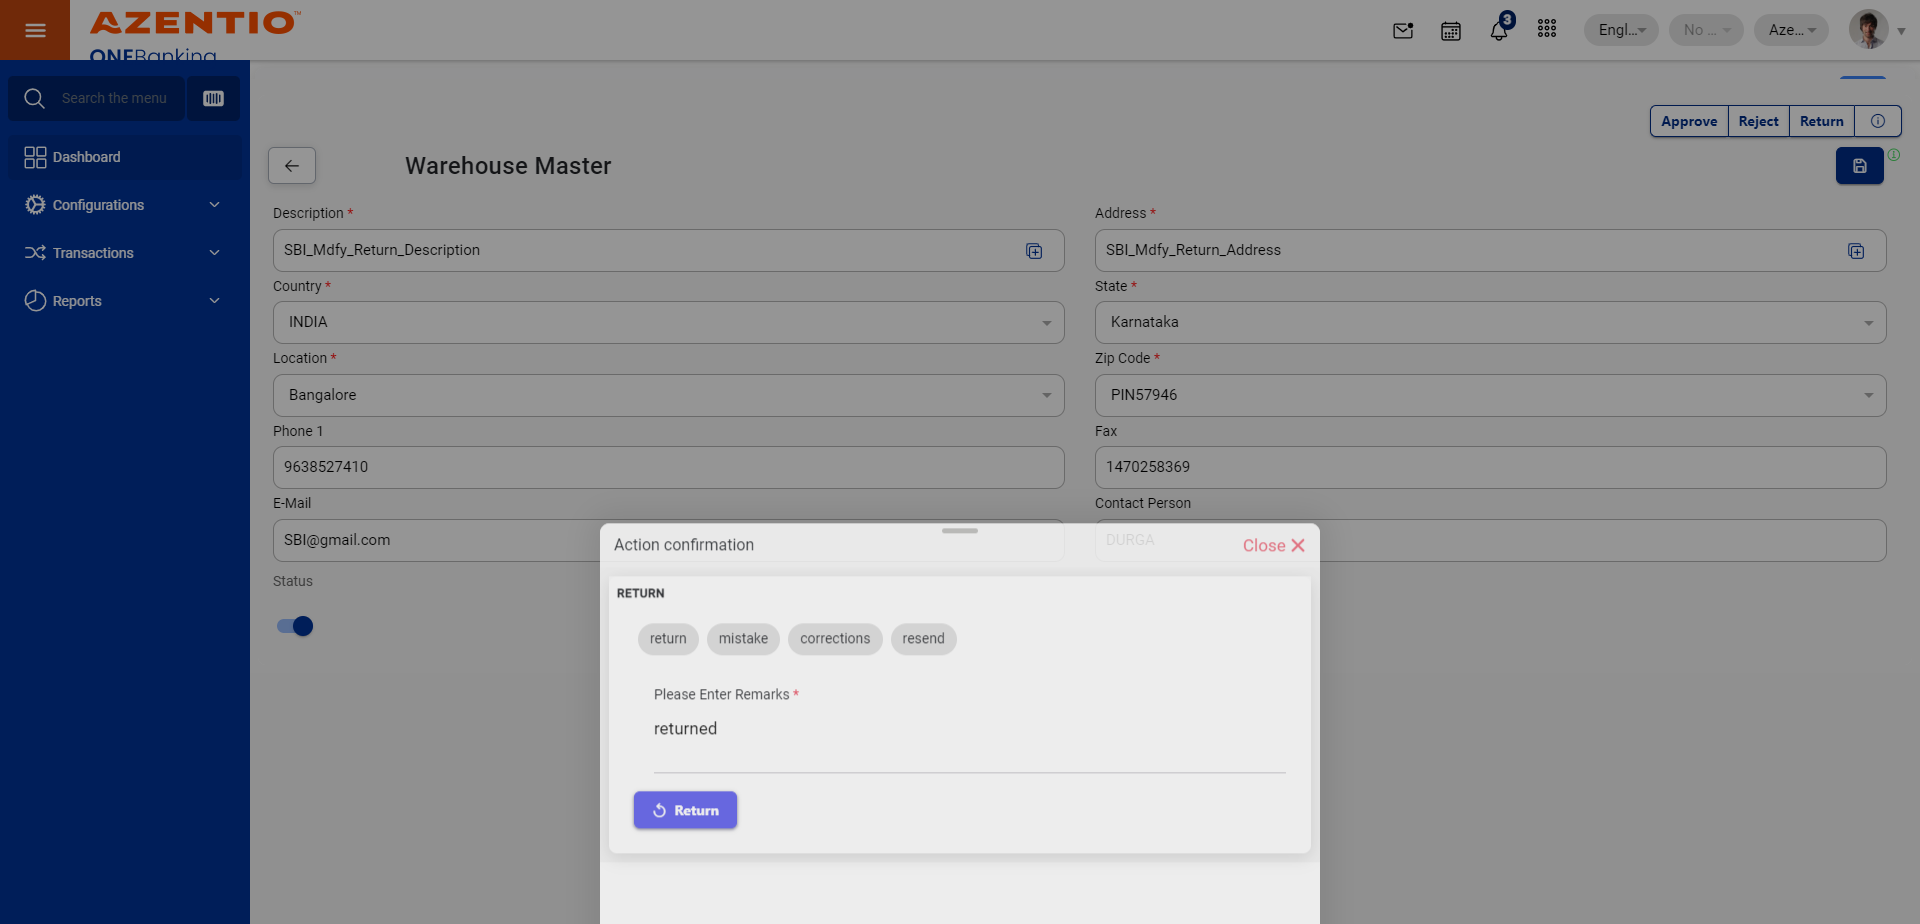 AZENTIO™
ONEBanking
3
Engl...
No ...
Aze...
Search the menu
Dashboard
Configurations
Transactions
Reports
Approve
Reject
Return
Warehouse Master
Description *
Address *
SBI_Mdfy_Return_Description
SBI_Mdfy_Return_Address
Country *
State *
INDIA
Karnataka
Location *
Zip Code *
Bangalore
PIN57946
Phone 1
Fax
9638527410
1470258369
E-Mail
Contact Person
SBI@gmail.com
DURGA
Status
Action confirmation
Close
RETURN
return
mistake
corrections
resend
Please Enter Remarks *
returned
Return